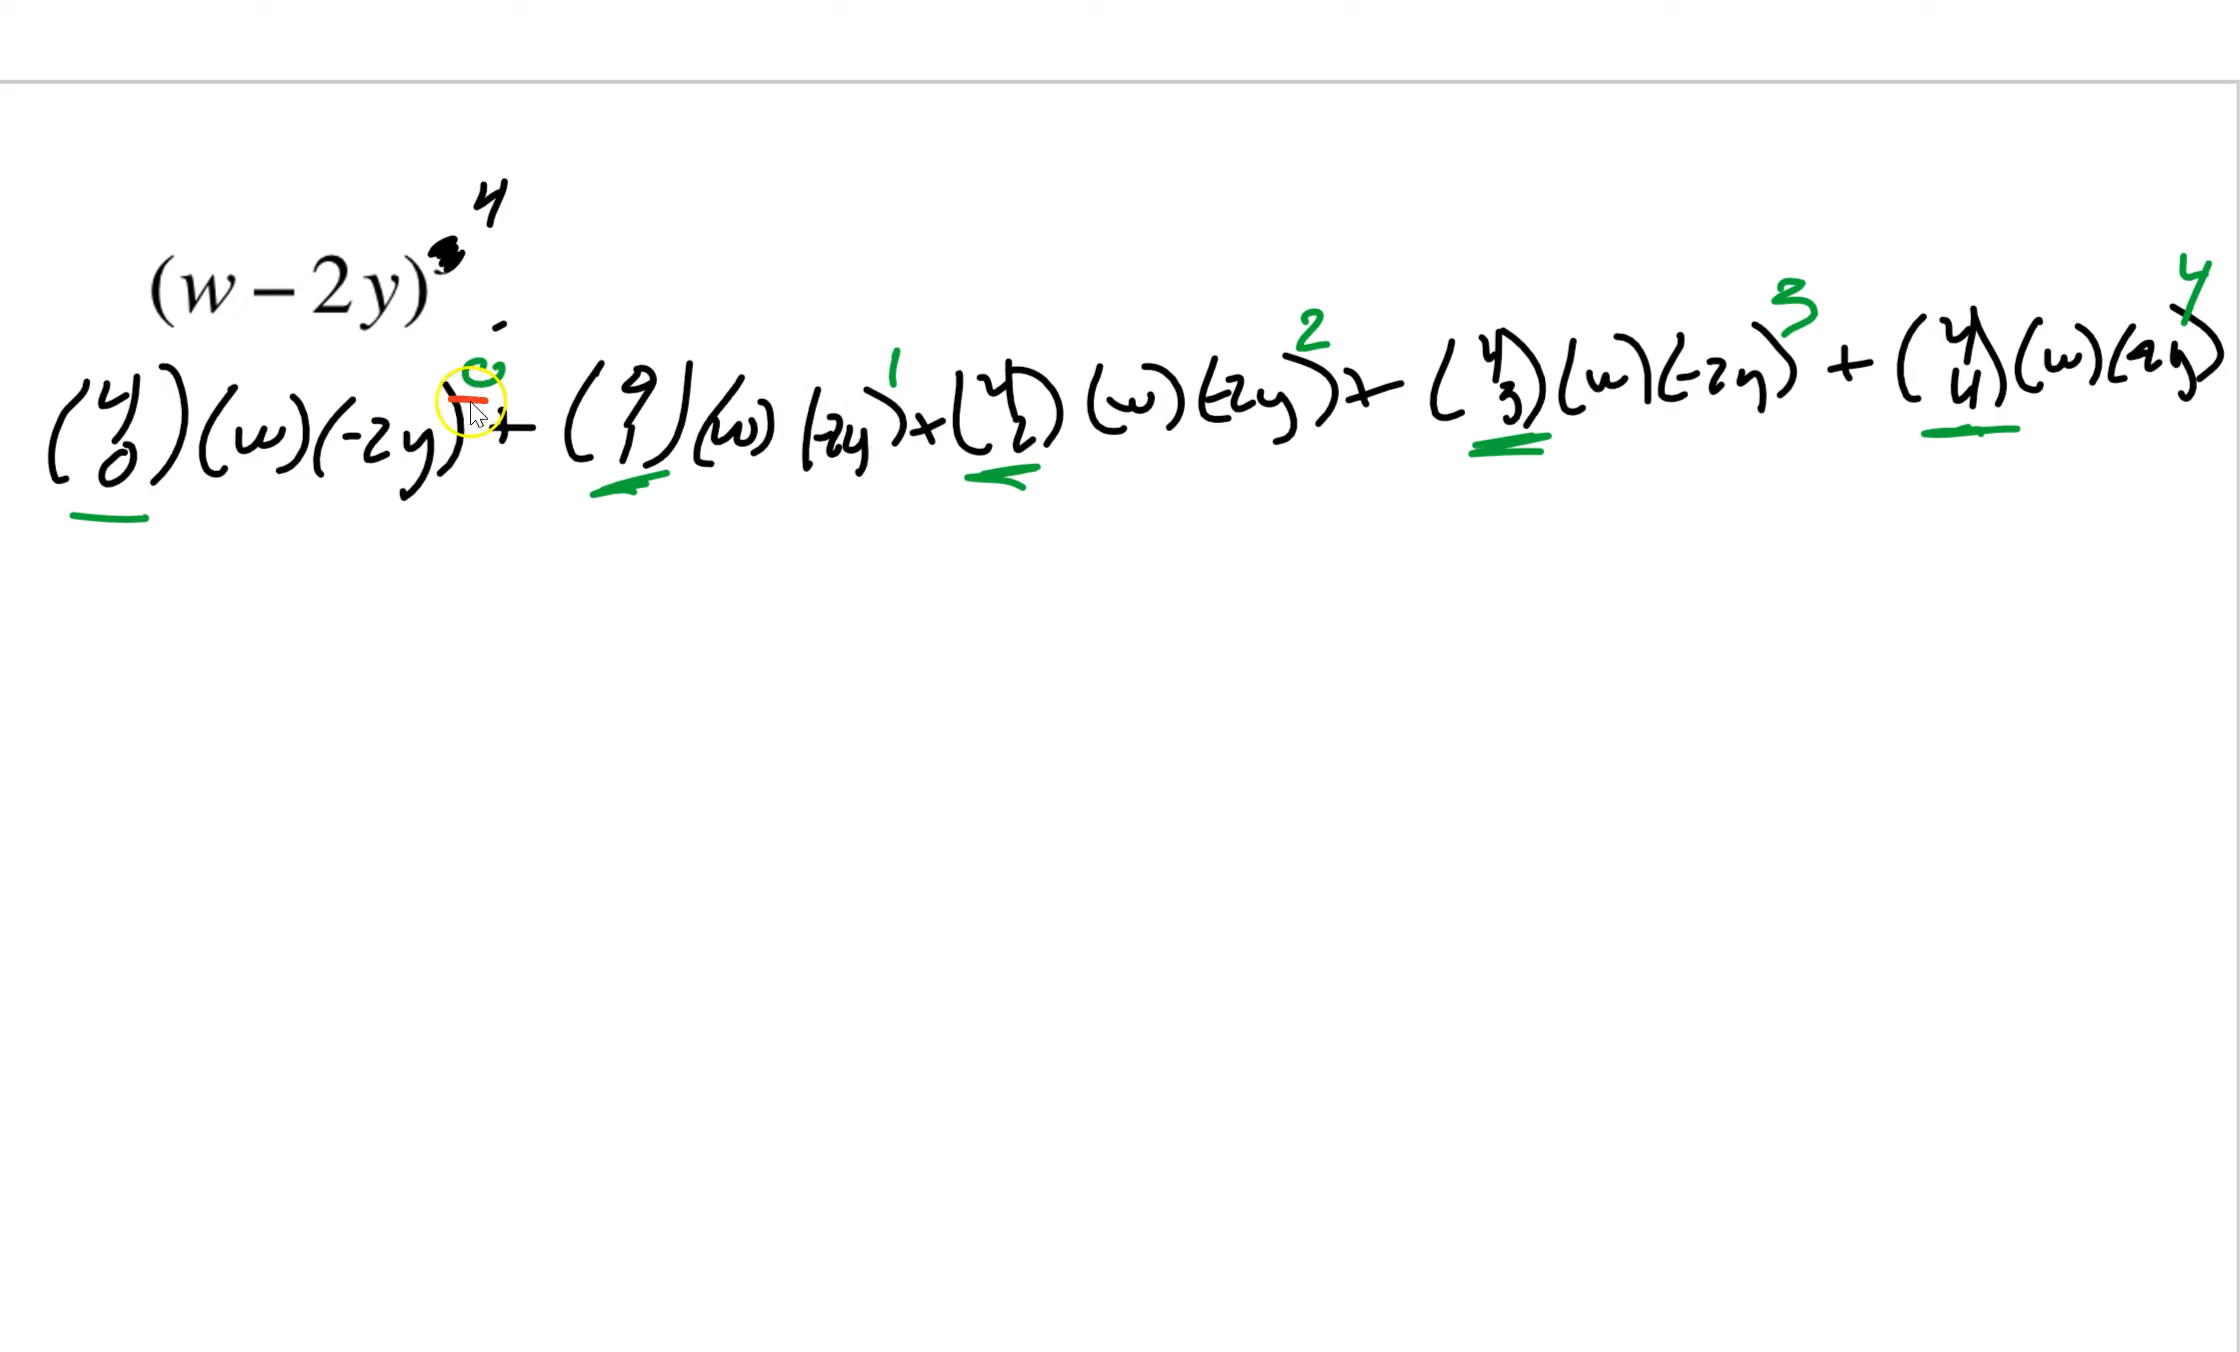 (w − 2y)⁴
(4 0)(w)(-2y)⁰ + (4 1)(w)(-2y)¹ + (4 2)(w)(-2y)² + (4 3)(w)(-2y)³ + (4 4)(w)(-2y)⁴